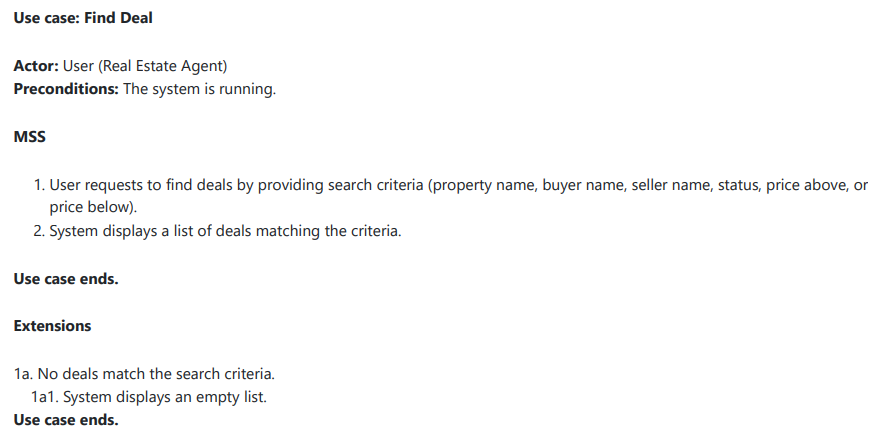 Use case: Find Deal
Actor: User (Real Estate Agent)
Preconditions: The system is running.
MSS
1. User requests to find deals by providing search criteria (property name, buyer name, seller name, status, price above, or
price below).
2. System displays a list of deals matching the criteria.
Use case ends.
Extensions
1a. No deals match the search criteria.
1a1. System displays an empty list.
Use case ends.